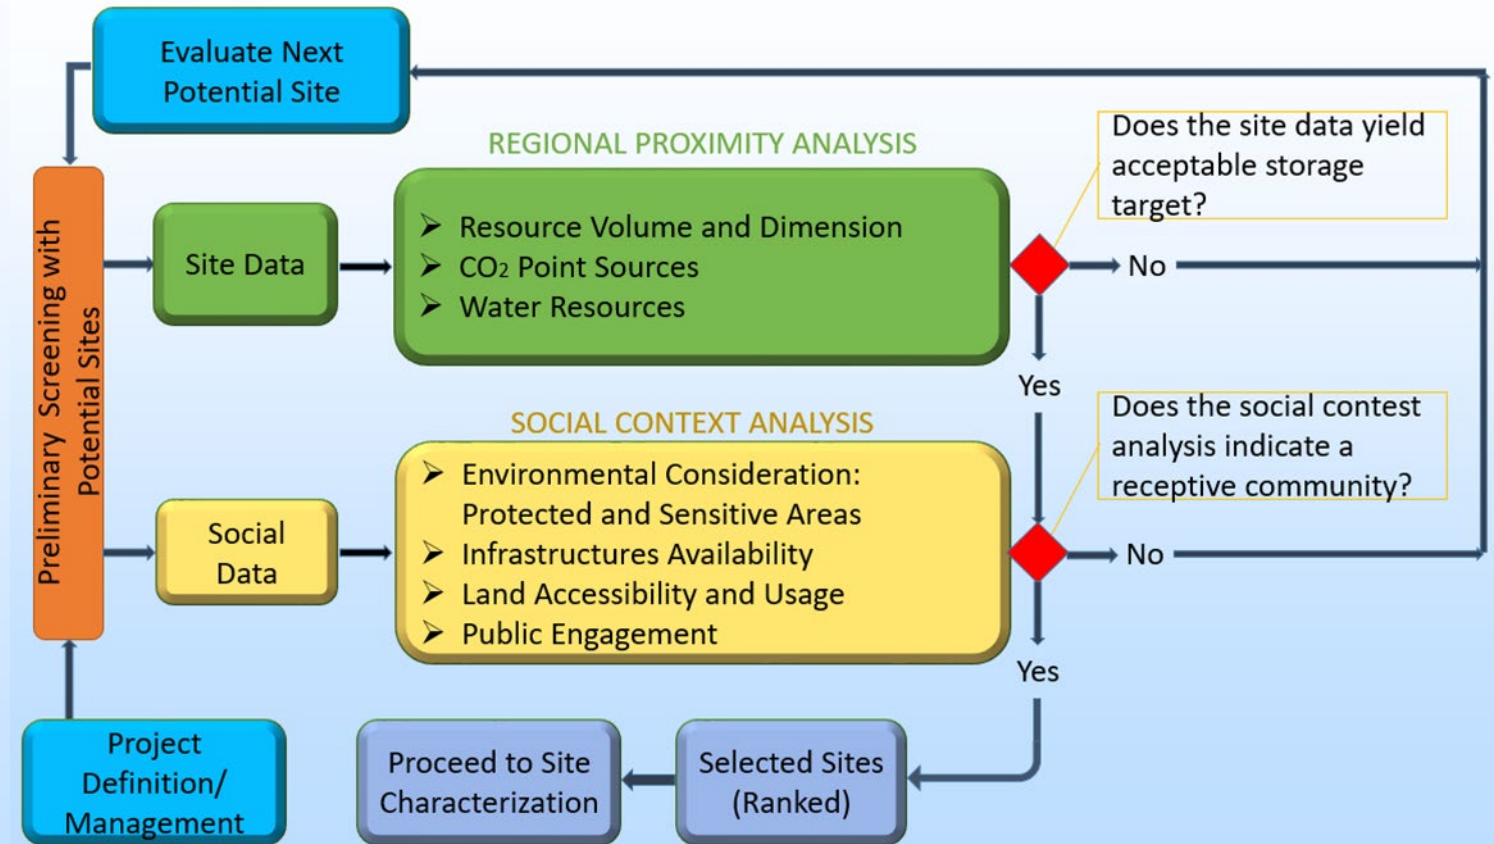 Evaluate Next
Potential Site
REGIONAL PROXIMITY ANALYSIS
Does the site data yield
acceptable storage
target?
Preliminary Screening with
Potential Sites
Site Data
➢ Resource Volume and Dimension
➢ CO₂ Point Sources
➢ Water Resources
No
Yes
SOCIAL CONTEXT ANALYSIS
Does the social contest
analysis indicate a
receptive community?
Social
Data
➢ Environmental Consideration:
Protected and Sensitive Areas
➢ Infrastructures Availability
➢ Land Accessibility and Usage
➢ Public Engagement
No
Yes
Project
Definition/
Management
Proceed to Site
Characterization
Selected Sites
(Ranked)